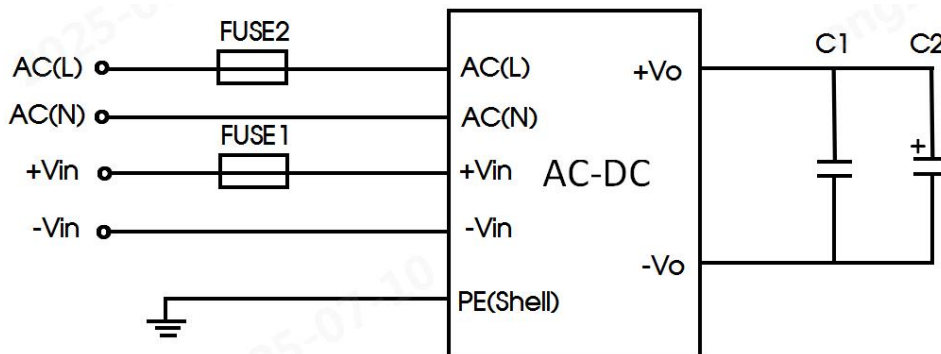 FUSE2
C1
C2
AC(L)
AC(L)
+Vo
AC(N)
AC(N)
FUSE1
+Vin
+Vin
AC-DC
+
-Vin
-Vin
-Vo
PE(Shell)